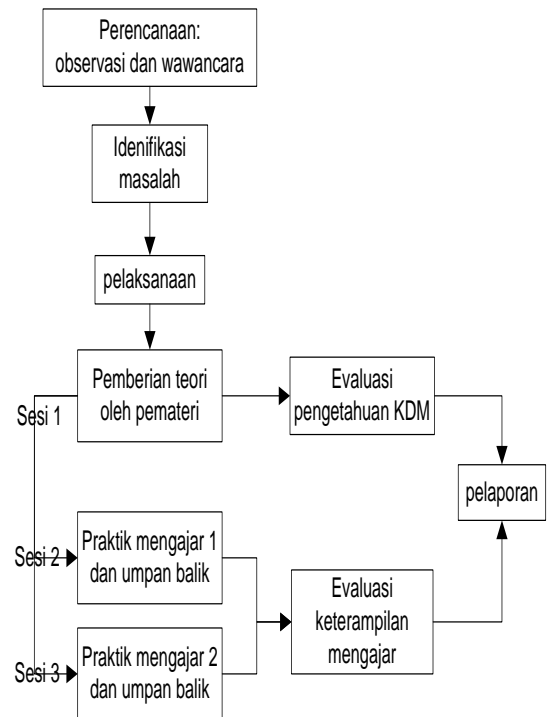 Perencanaan:
observasi dan wawancara
Idenifikasi
masalah
pelaksanaan
Pemberian teori
oleh pemateri
Evaluasi
pengetahuan KDM
Sesi 1
pelaporan
Sesi 2
Praktik mengajar 1
dan umpan balik
Evaluasi
keterampilan
mengajar
Sesi 3
Praktik mengajar 2
dan umpan balik